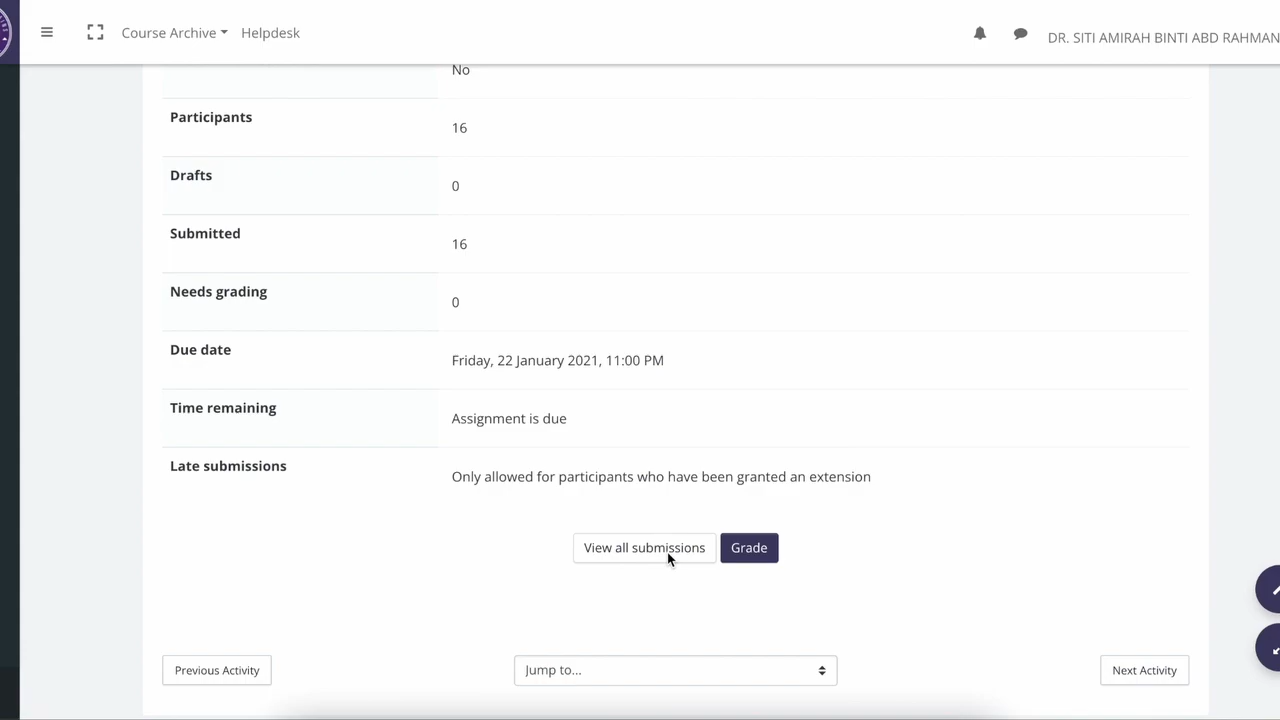 Course Archive Helpdesk DR. SITI AMIRAH BINTI ABD RAHMAN
No
Participants 16
Drafts 0
Submitted 16
Needs grading 0
Due date Friday, 22 January 2021, 11:00 PM
Time remaining Assignment is due
Late submissions Only allowed for participants who have been granted an extension
View all submissions Grade
Previous Activity Jump to... Next Activity